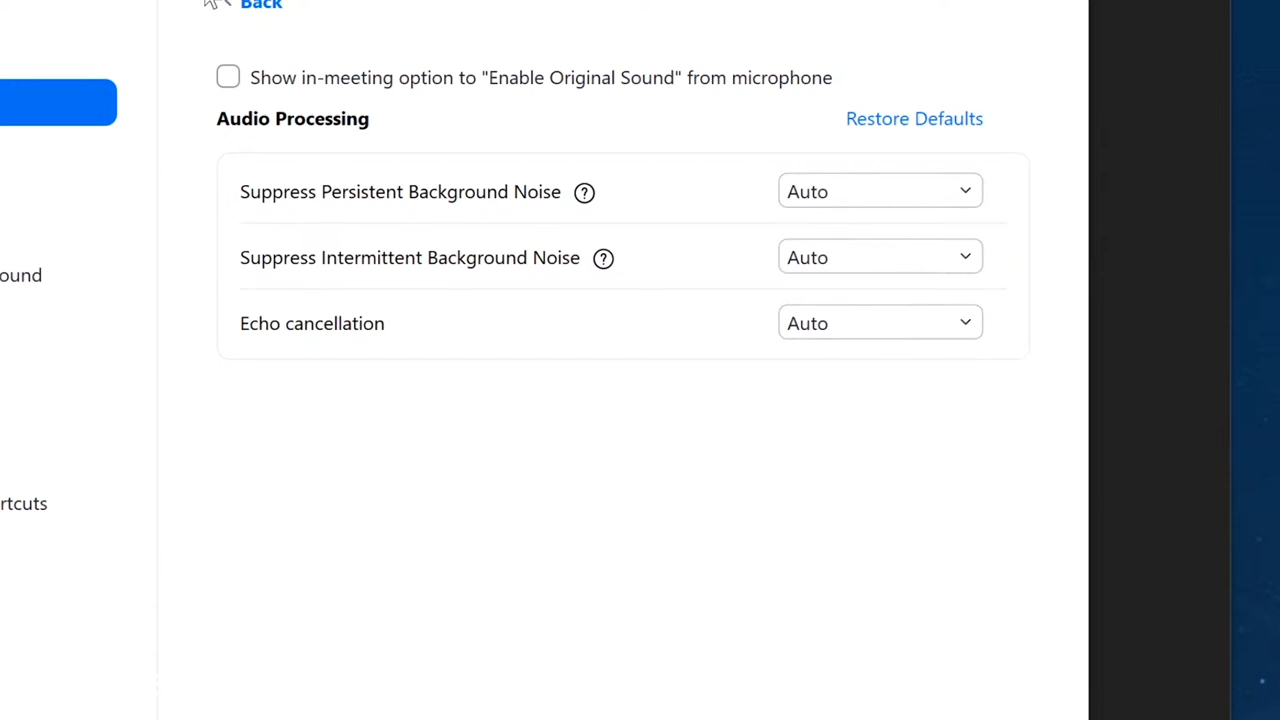 Back
Show in-meeting option to "Enable Original Sound" from microphone
Audio Processing
Restore Defaults
Suppress Persistent Background Noise
Auto
Suppress Intermittent Background Noise
Auto
ound
Echo cancellation
Auto
rtcuts